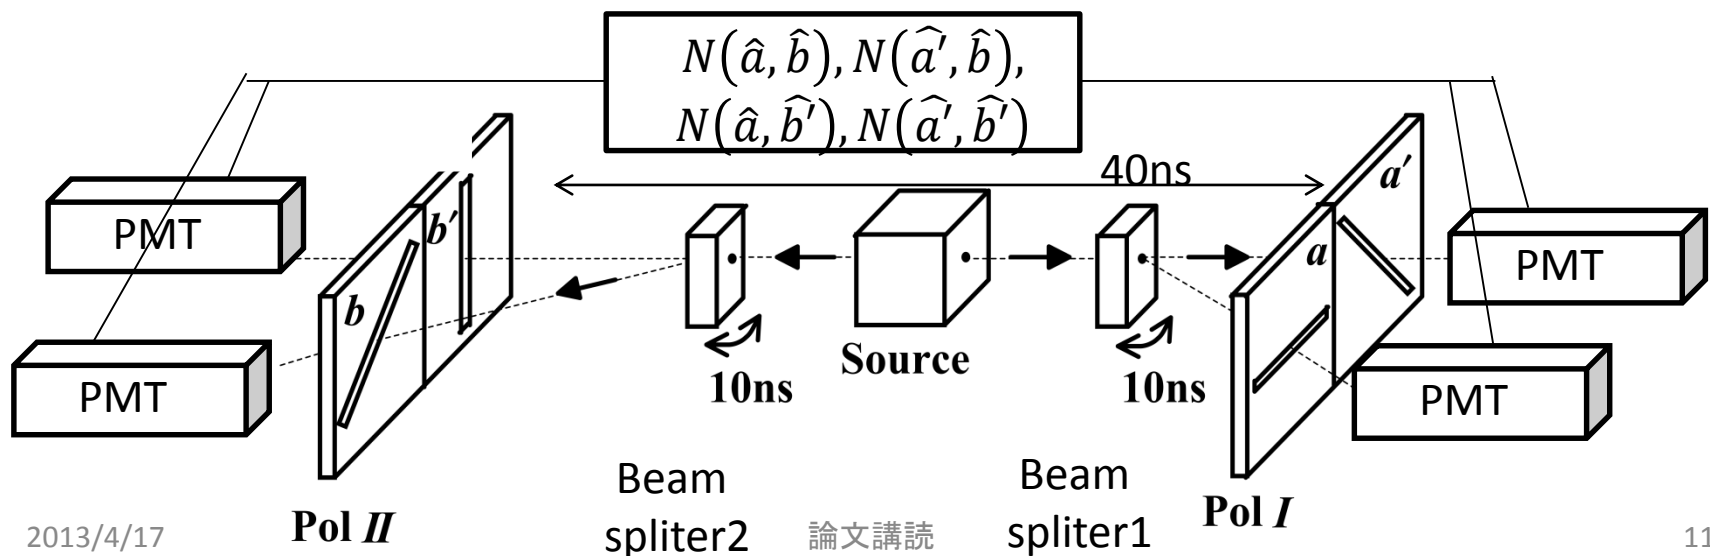 N(â, b̂), N(â′, b̂),
N(â, b̂′), N(â′, b̂′)
40ns
PMT
b′
b
a′
a
PMT
PMT
PMT
Source
10ns
10ns
Pol II
Beam
spliter2
Beam
spliter1
Pol I
2013/4/17
論文講読
11